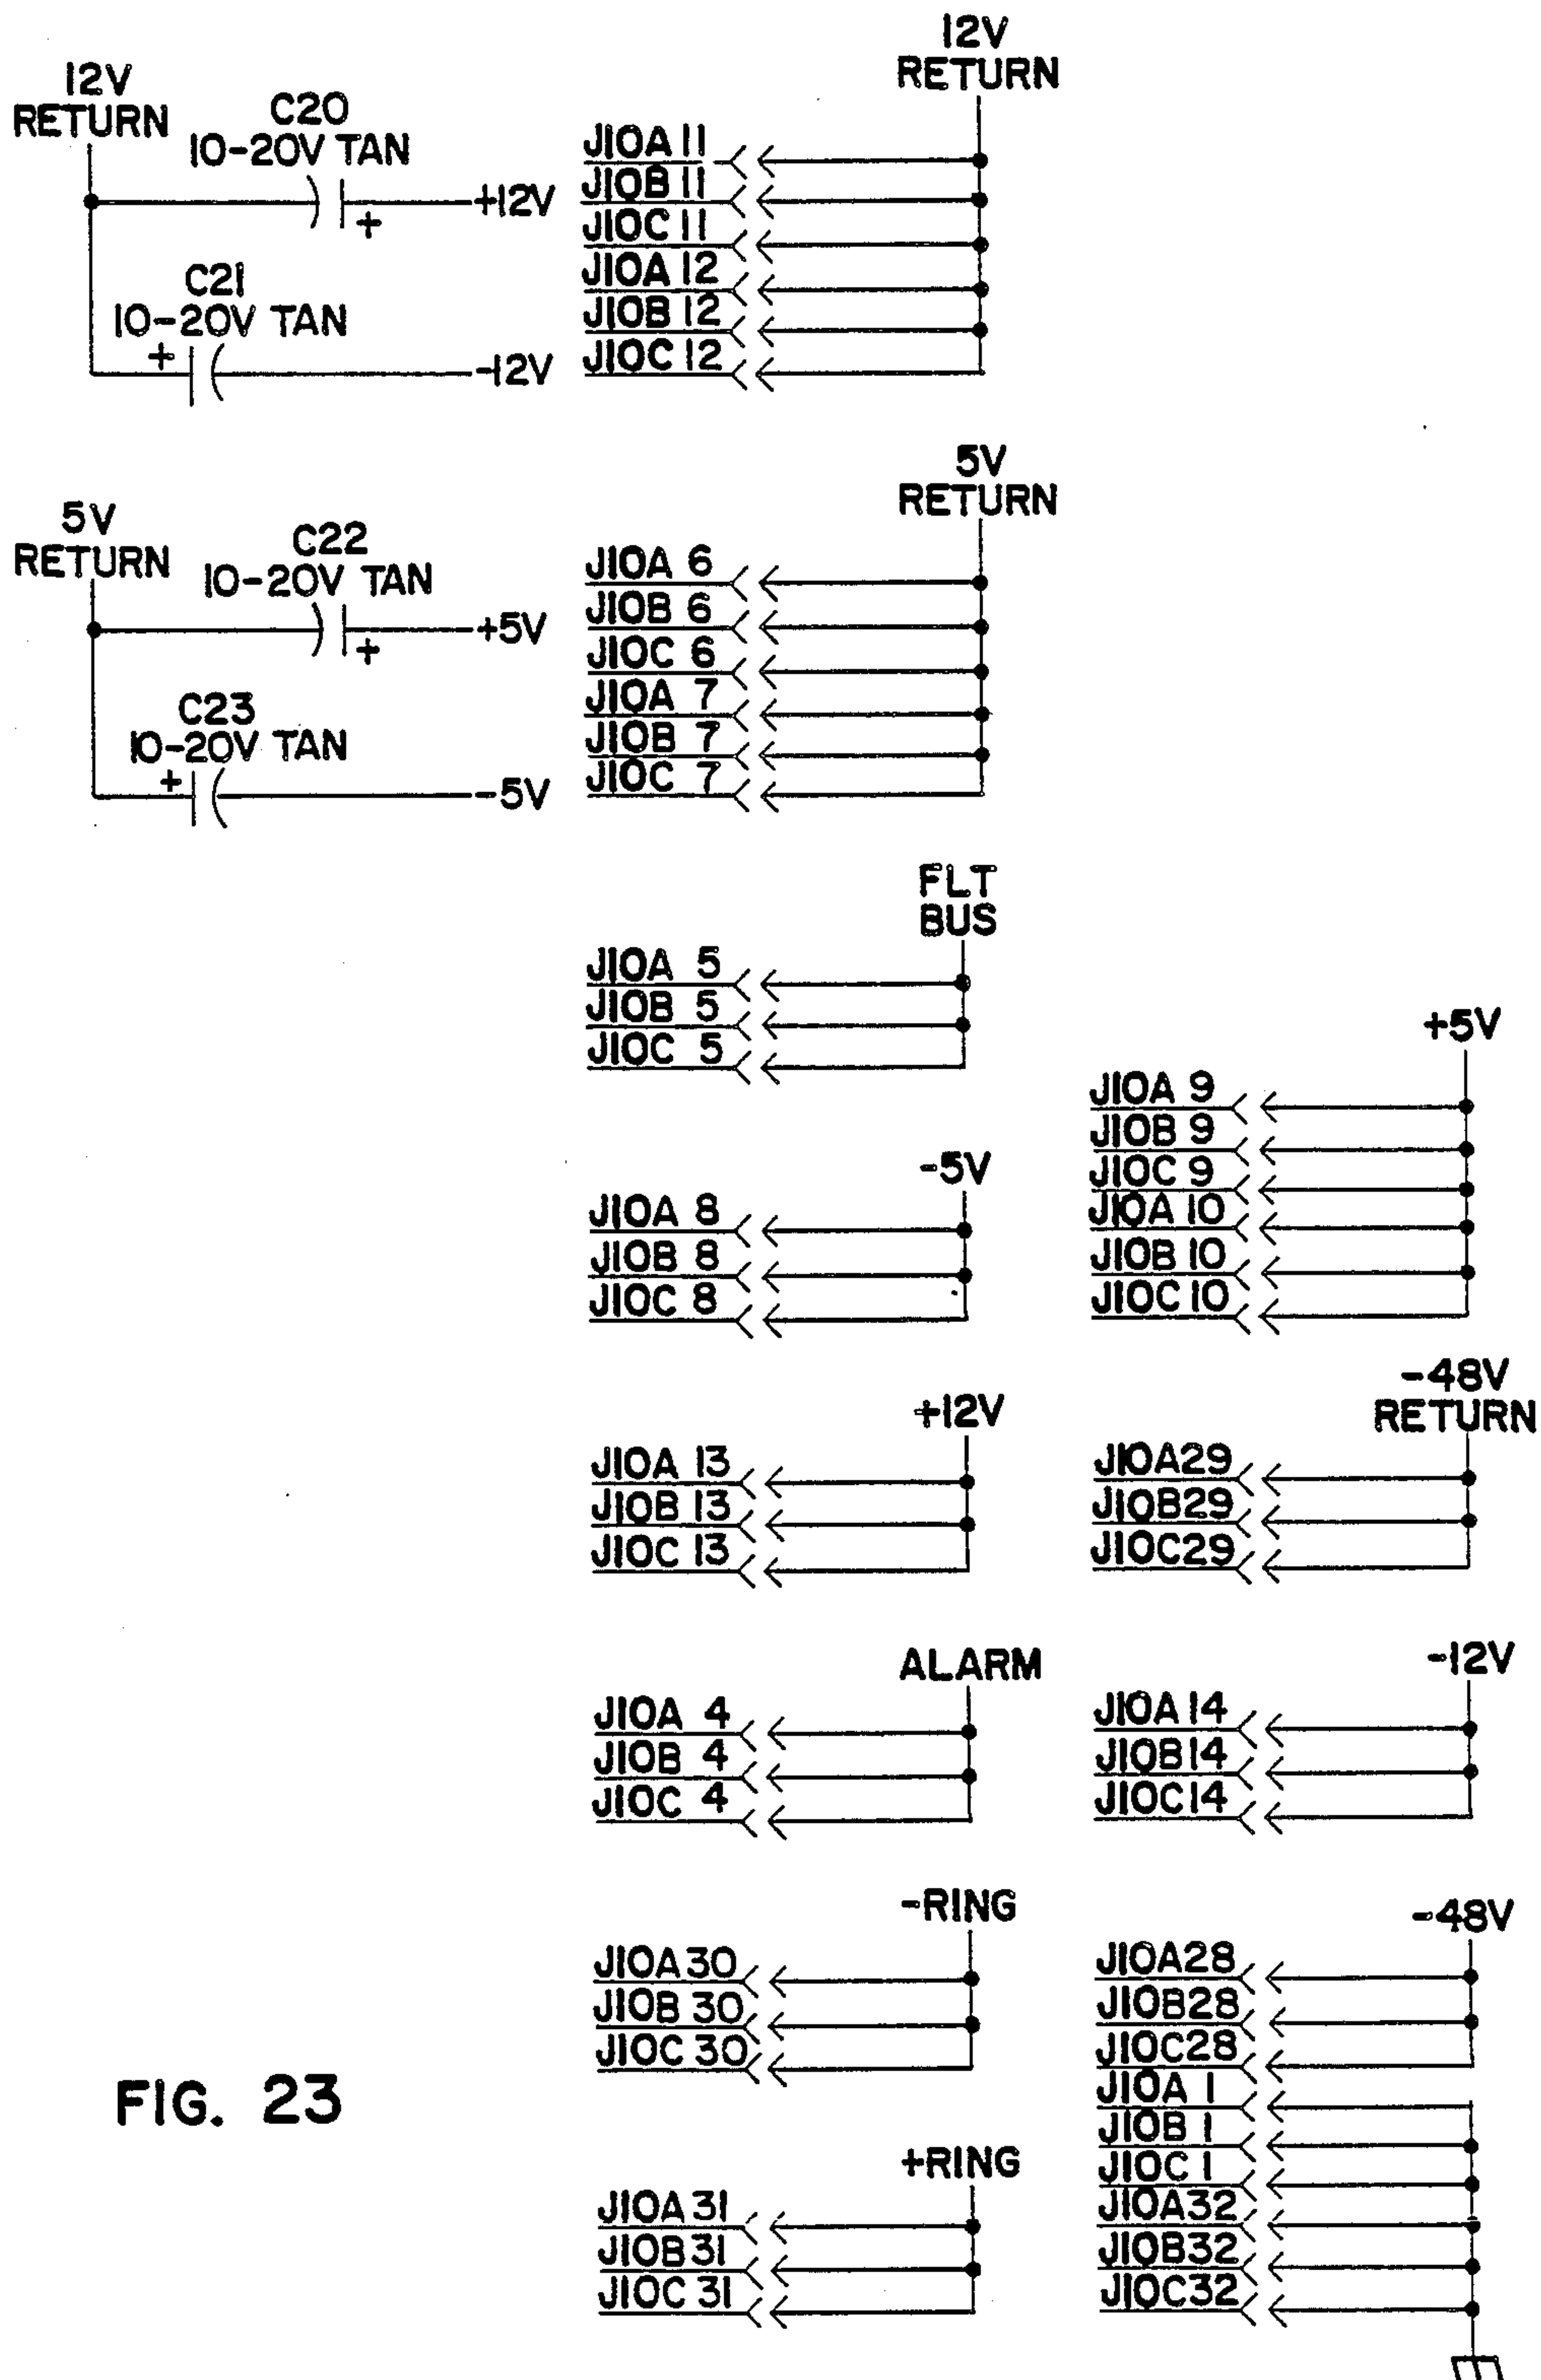 12V
RETURN
C20
10-20V TAN
+12V
C21
10-20V TAN
-12V
12V
RETURN
J10A 11
J10B 11
J10C 11
J10A 12
J10B 12
J10C 12
5V
RETURN
C22
10-20V TAN
+5V
C23
10-20V TAN
-5V
5V
RETURN
J10A 6
J10B 6
J10C 6
J10A 7
J10B 7
J10C 7
FLT
BUS
J10A 5
J10B 5
J10C 5
+5V
J10A 9
J10B 9
J10C 9
J10A 10
J10B 10
J10C 10
-5V
J10A 8
J10B 8
J10C 8
+12V
J10A 13
J10B 13
J10C 13
-48V
RETURN
J10A29
J10B29
J10C29
ALARM
J10A 4
J10B 4
J10C 4
-12V
J10A 14
J10B14
J10C14
-RING
J10A 30
J10B 30
J10C 30
-48V
J10A28
J10B28
J10C28
J10A 1
J10B 1
J10C 1
J10A32
J10B32
J10C32
+RING
J10A 31
J10B 31
J10C 31
FIG. 23